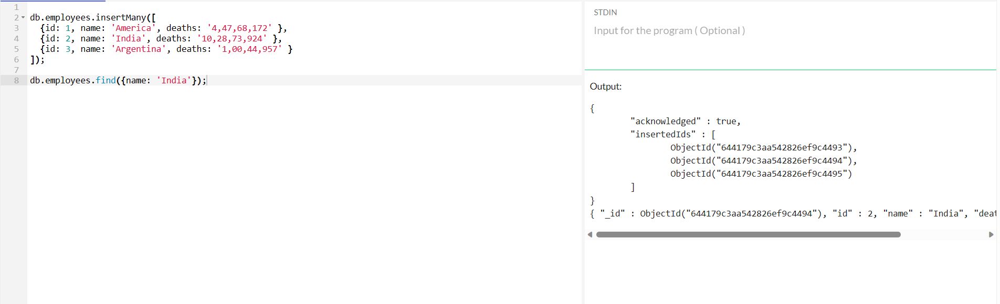 1
2 db.employees.insertMany([
3 {id: 1, name: 'America', deaths: '4,47,68,172' },
4 {id: 2, name: 'India', deaths: '10,28,73,924' },
5 {id: 3, name: 'Argentina', deaths: '1,00,44,957' }
6 ]);
7
8 db.employees.find({name: 'India'});
STDIN
Input for the program ( Optional )
Output:
{
"acknowledged" : true,
"insertedIds" : [
ObjectId("644179c3aa542826ef9c4493"),
ObjectId("644179c3aa542826ef9c4494"),
ObjectId("644179c3aa542826ef9c4495")
]
}
{ "_id" : ObjectId("644179c3aa542826ef9c4494"), "id" : 2, "name" : "India", "deat